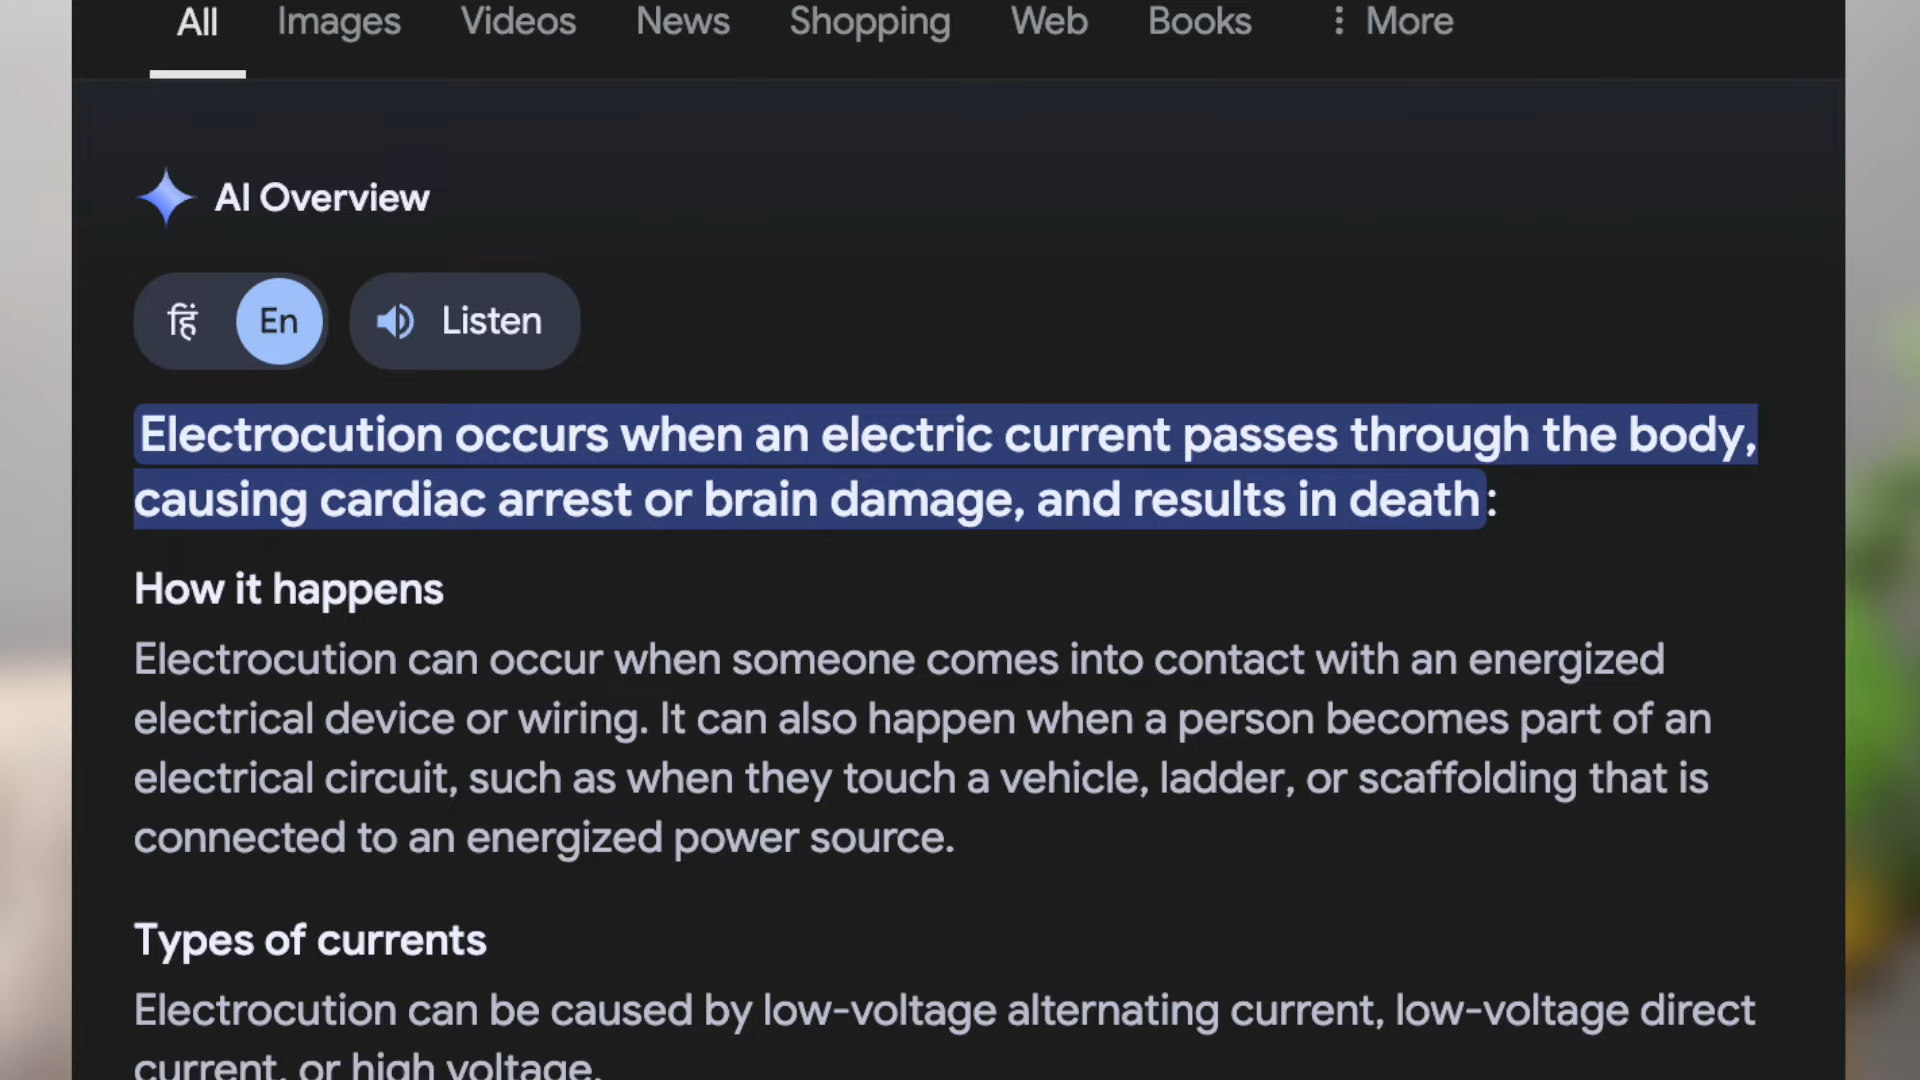 All Images Videos News Shopping Web Books More
AI Overview
हिं En Listen
Electrocution occurs when an electric current passes through the body,
causing cardiac arrest or brain damage, and results in death:
How it happens
Electrocution can occur when someone comes into contact with an energized
electrical device or wiring. It can also happen when a person becomes part of an
electrical circuit, such as when they touch a vehicle, ladder, or scaffolding that is
connected to an energized power source.
Types of currents
Electrocution can be caused by low-voltage alternating current, low-voltage direct
current, or high voltage.